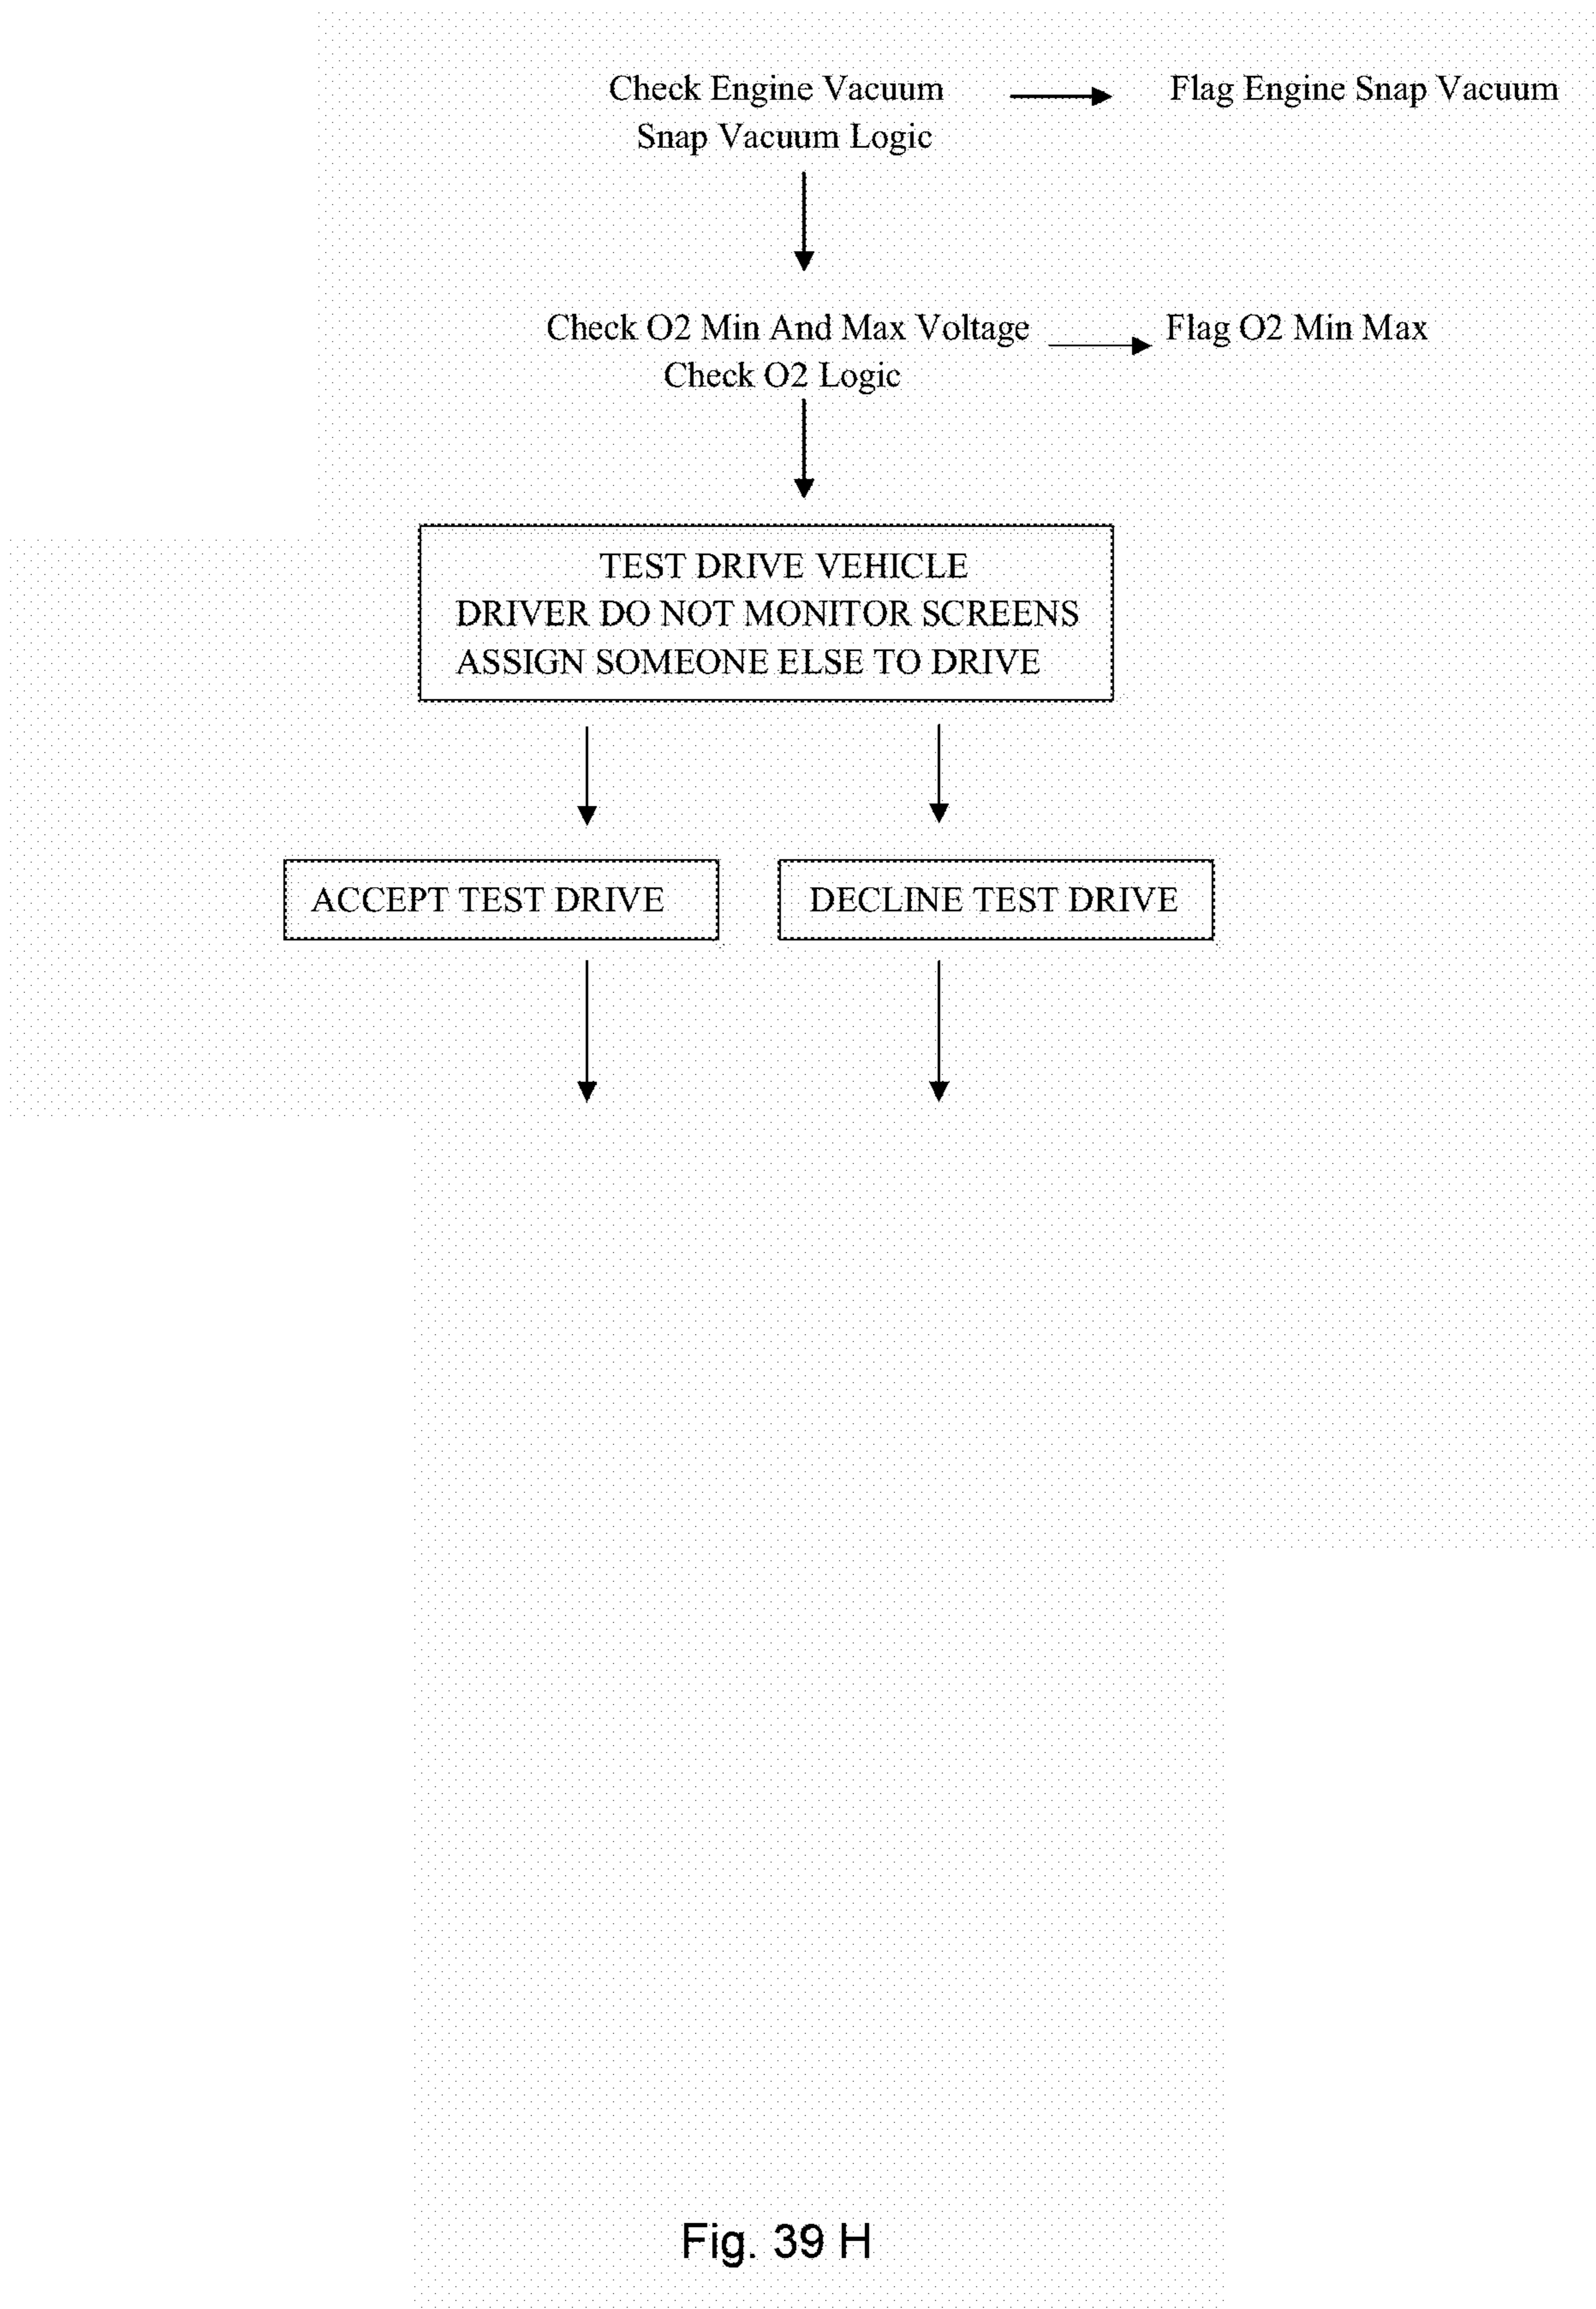 Check Engine Vacuum
Snap Vacuum Logic
Flag Engine Snap Vacuum
Check O2 Min And Max Voltage
Check O2 Logic
Flag O2 Min Max
TEST DRIVE VEHICLE
DRIVER DO NOT MONITOR SCREENS
ASSIGN SOMEONE ELSE TO DRIVE
ACCEPT TEST DRIVE
DECLINE TEST DRIVE
Fig. 39 H